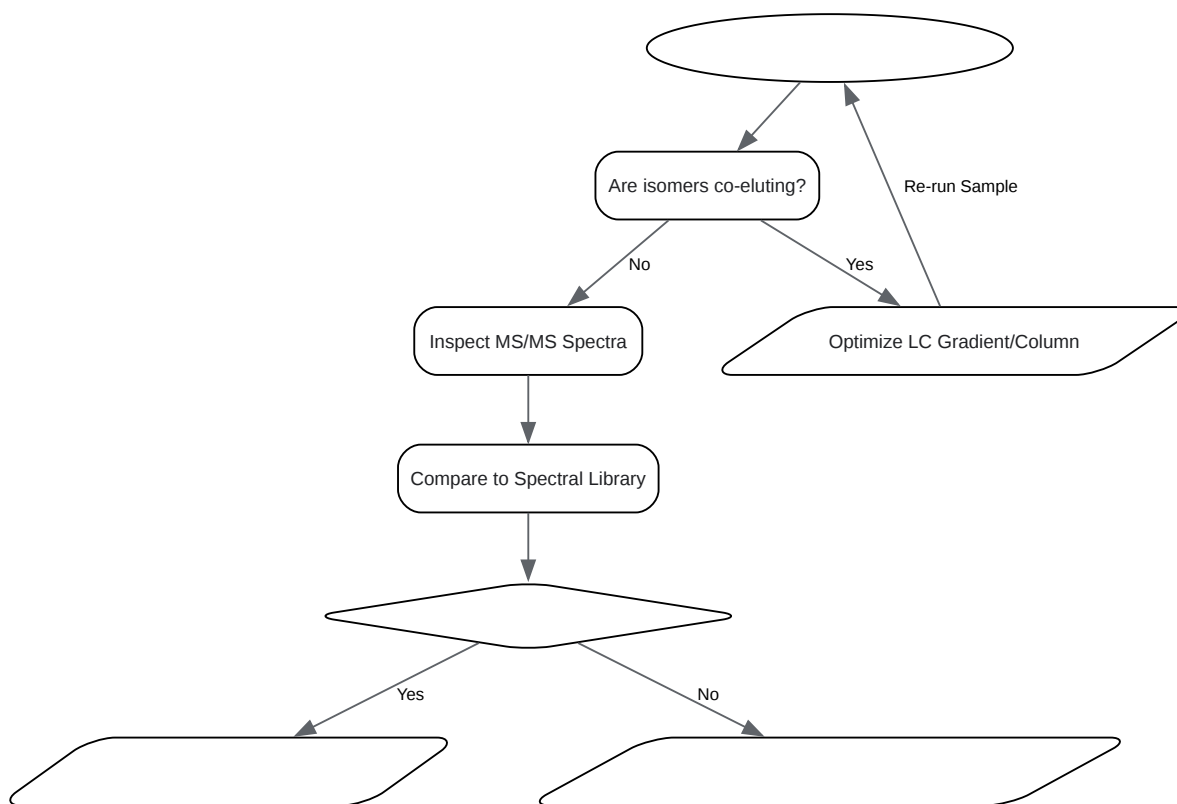 Are isomers co-eluting?
Re-run Sample
No
Yes
Inspect MS/MS Spectra
Optimize LC Gradient/Column
Compare to Spectral Library
Yes
No